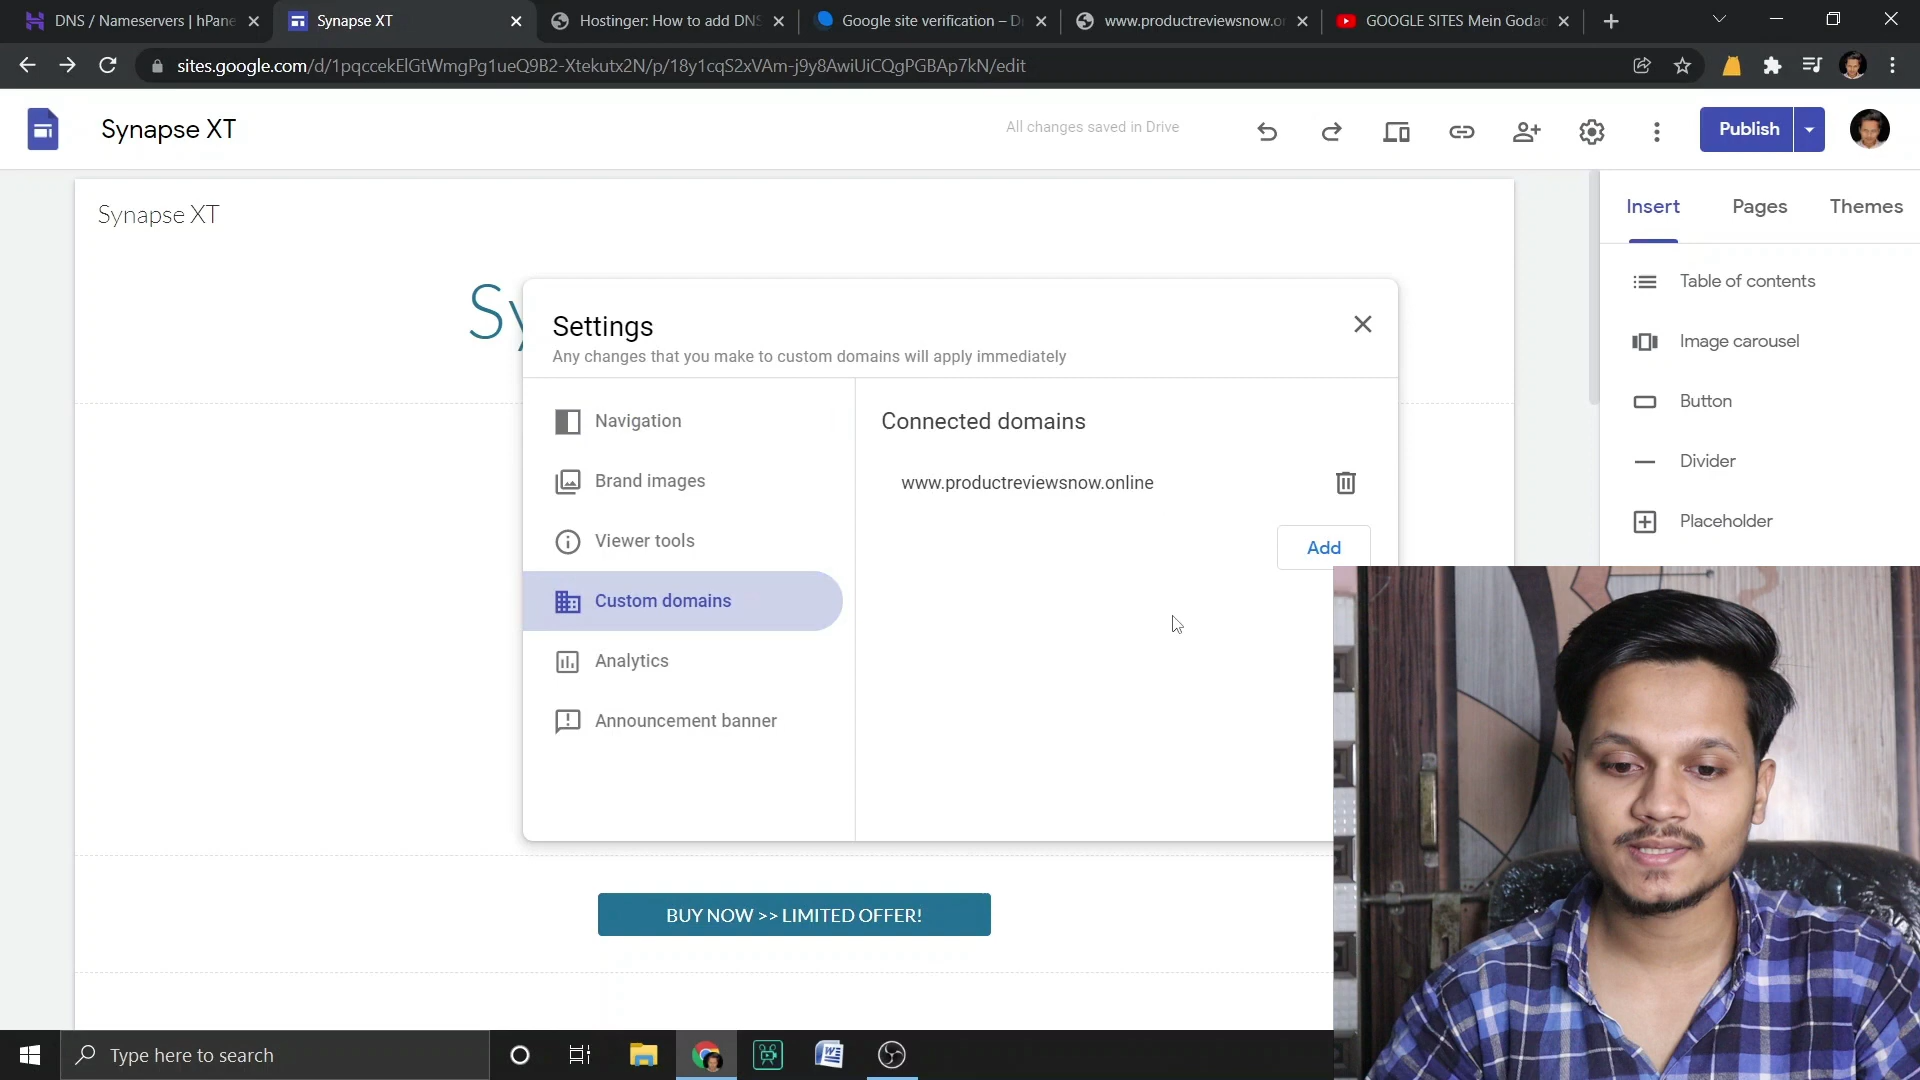 DNS / Nameservers | hPane
Synapse XT
Hostinger: How to add DNS
Google site verification – Dr
www.productreviewsnow.or
GOOGLE SITES Mein Godad
sites.google.com/d/1pqccekElGtWmgPg1ueQ9B2-Xtekutx2N/p/18y1cqS2xVAm-j9y8AwiUiCQgPGBAp7kN/edit
Synapse XT
All changes saved in Drive
Publish
Synapse XT
Insert
Pages
Themes
Sy
Table of contents
Image carousel
Button
Divider
Placeholder
Settings
Any changes that you make to custom domains will apply immediately
Navigation
Brand images
Viewer tools
Custom domains
Analytics
Announcement banner
Connected domains
www.productreviewsnow.online
Add
BUY NOW >> LIMITED OFFER!
Type here to search